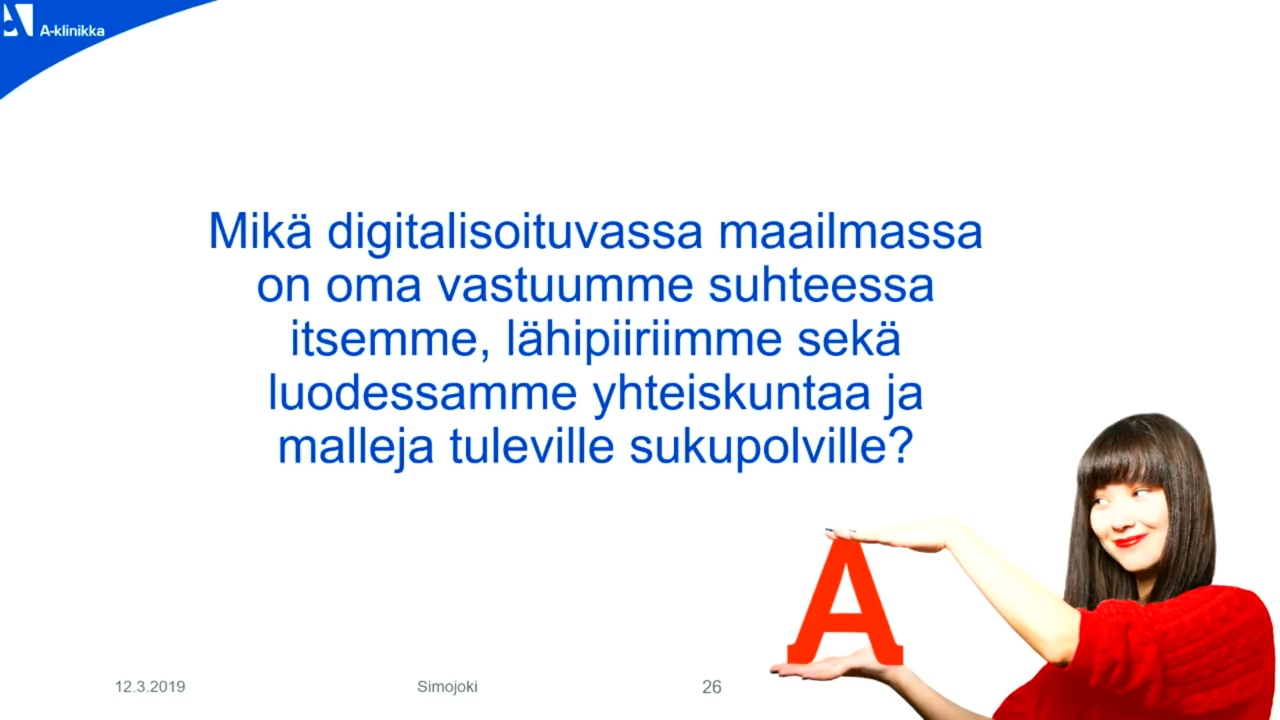 A-klinikka
Mikä digitalisoituvassa maailmassa
on oma vastuumme suhteessa
itsemme, lähipiiriimme sekä
luodessamme yhteiskuntaa ja
malleja tuleville sukupolville?
A
12.3.2019
Simojoki
26